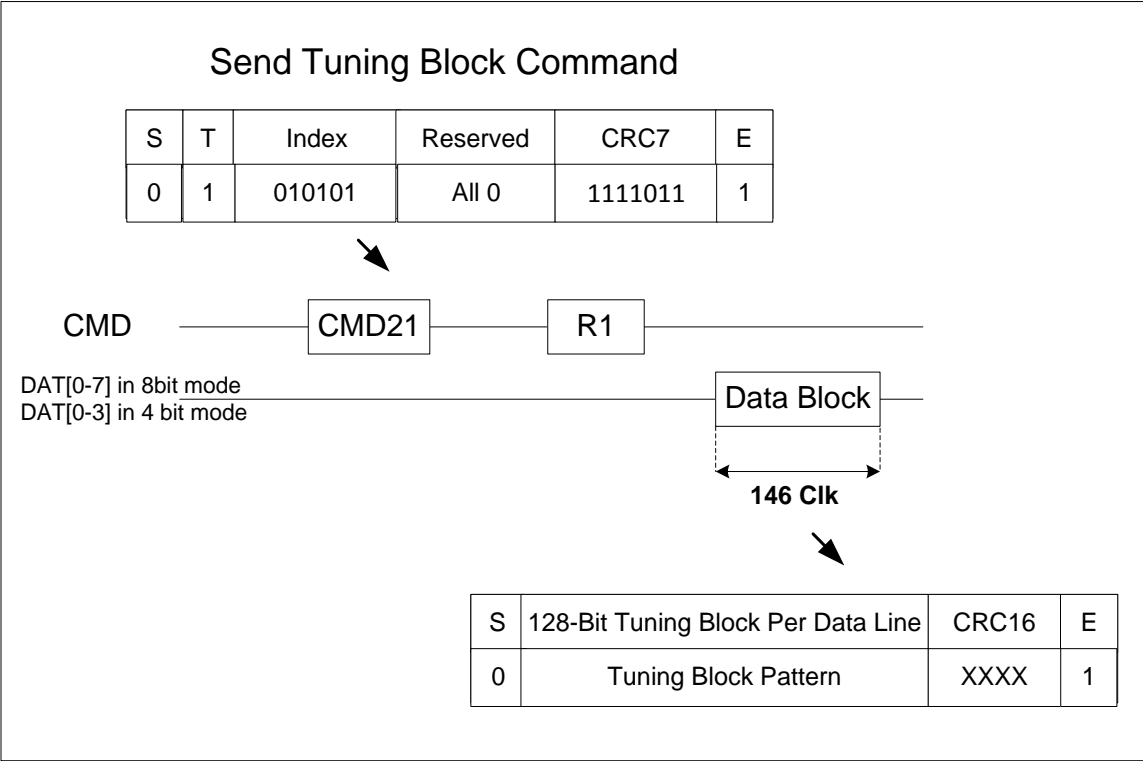 Send Tuning Block Command
S T Index Reserved CRC7 E
0 1 010101 All 0 1111011 1
CMD CMD21 R1
DAT[0-7] in 8bit mode
DAT[0-3] in 4 bit mode
Data Block
146 Clk
S 128-Bit Tuning Block Per Data Line CRC16 E
0 Tuning Block Pattern XXXX 1